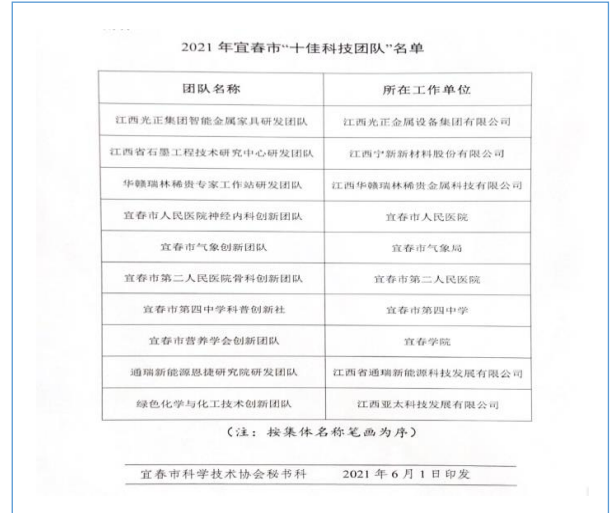 2021 年宜春市“十佳科技团队”名单
团队名称 所在工作单位
江西光正集团智能金属家具研发团队 江西光正金属设备集团有限公司
江西省石墨工程技术研究中心研发团队 江西宁新新材料股份有限公司
华赣瑞林稀贵专家工作站研发团队 江西华赣瑞林稀贵金属科技有限公司
宜春市人民医院神经内科创新团队 宜春市人民医院
宜春市气象创新团队 宜春市气象局
宜春市第二人民医院骨科创新团队 宜春市第二人民医院
宜春市第四中学科普创新社 宜春市第四中学
宜春市营养学会创新团队 宜春学院
通瑞新能源恩捷研究院研发团队 江西省通瑞新能源科技发展有限公司
绿色化学与化工技术创新团队 江西亚太科技发展有限公司
(注：按集体名称笔画为序)
宜春市科学技术协会秘书科 2021 年 6 月 1 日印发